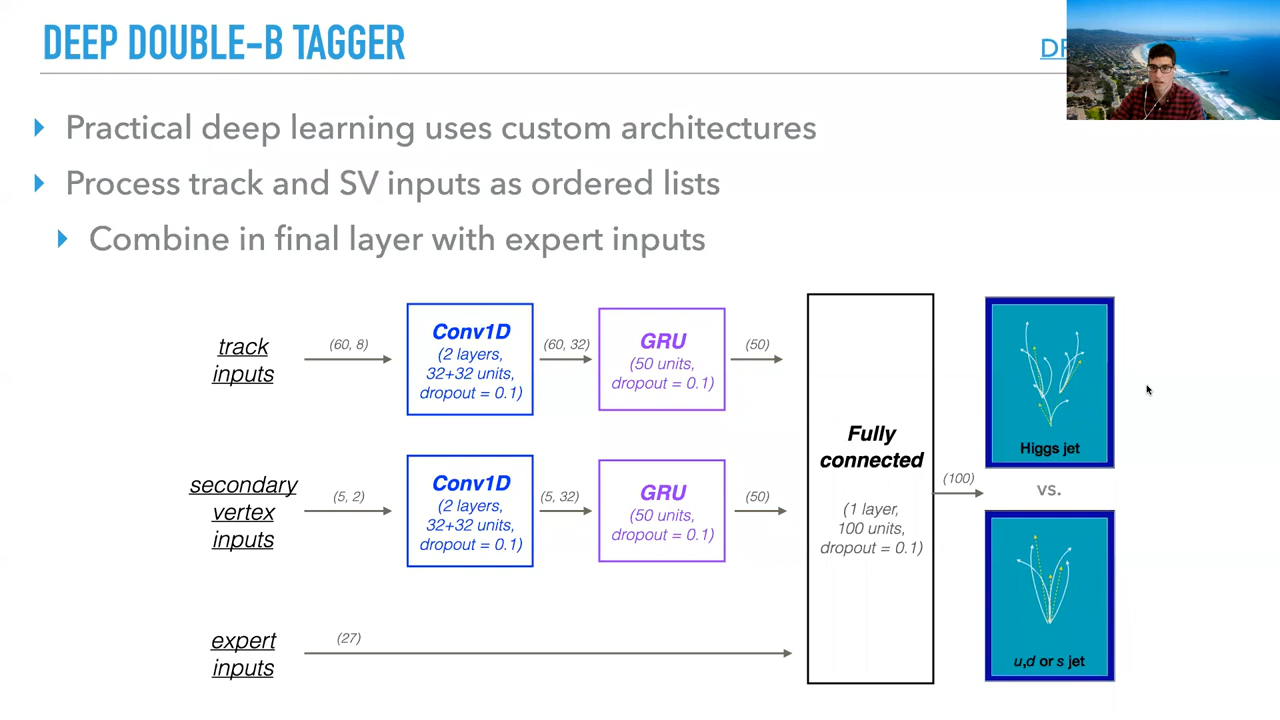 DEEP DOUBLE-B TAGGER
Practical deep learning uses custom architectures
Process track and SV inputs as ordered lists
Combine in final layer with expert inputs
track
inputs
(60, 8)
Conv1D
(2 layers,
32+32 units,
dropout = 0.1)
(60, 32)
GRU
(50 units,
dropout = 0.1)
(50)
secondary
vertex
inputs
(5, 2)
Conv1D
(2 layers,
32+32 units,
dropout = 0.1)
(5, 32)
GRU
(50 units,
dropout = 0.1)
(50)
expert
inputs
(27)
Fully
connected
(1 layer,
100 units,
dropout = 0.1)
(100)
Higgs jet
vs.
u,d or s jet